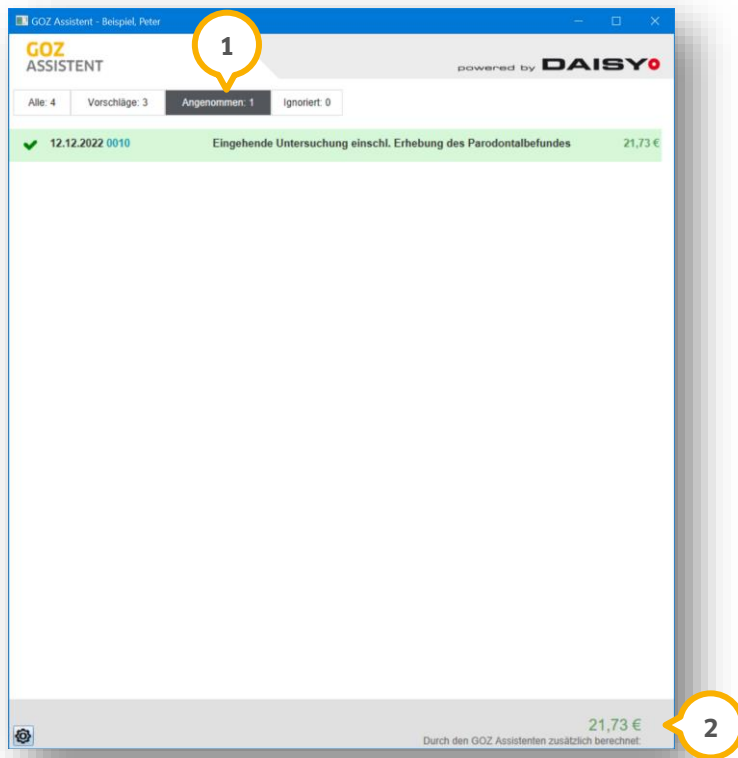 GOZ Assistent - Beispiel, Peter
1
GOZ
ASSISTENT
powered by DAISY
Alle: 4 Vorschläge: 3 Angenommen: 1 Ignoriert: 0
12.12.2022 0010 Eingehende Untersuchung einschl. Erhebung des Parodontalbefundes 21,73 €
21,73 €
2
Durch den GOZ Assistenten zusätzlich berechnet: